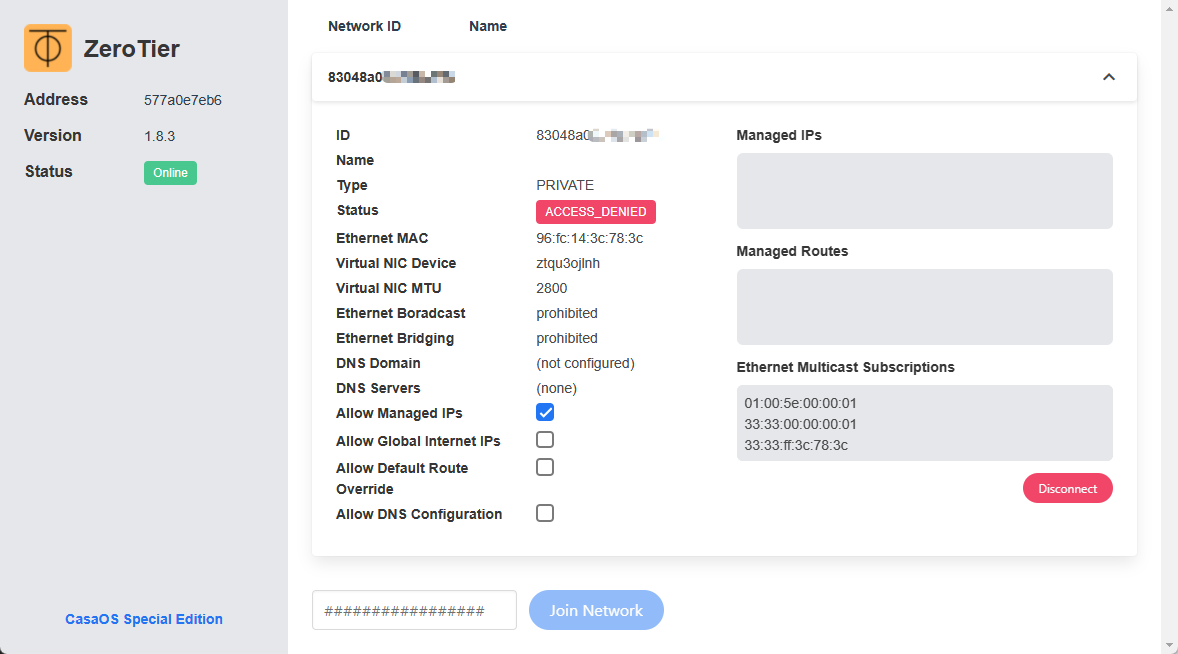 ZeroTier
Address 577a0e7eb6
Version 1.8.3
Status Online
CasaOS Special Edition
Network ID Name
83048a0
ID 83048a0
Name
Type PRIVATE
Status ACCESS_DENIED
Ethernet MAC 96:fc:14:3c:78:3c
Virtual NIC Device ztqu3ojlnh
Virtual NIC MTU 2800
Ethernet Boradcast prohibited
Ethernet Bridging prohibited
DNS Domain (not configured)
DNS Servers (none)
Allow Managed IPs
Allow Global Internet IPs
Allow Default Route
Override
Allow DNS Configuration
Managed IPs
Managed Routes
Ethernet Multicast Subscriptions
01:00:5e:00:00:01
33:33:00:00:00:01
33:33:ff:3c:78:3c
Disconnect
################ Join Network